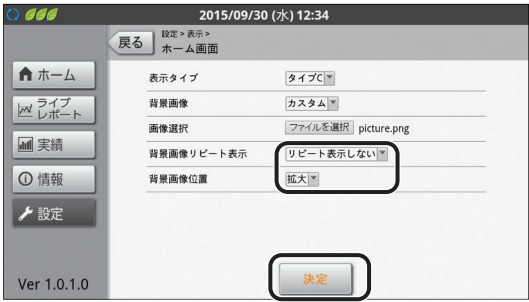 2015/09/30 (水) 12:34
戻る
設定 > 表示 >
ホーム画面
ホーム
ライブ
レポート
実績
情報
設定
Ver 1.0.1.0
表示タイプ タイプC
背景画像 カスタム
画像選択 ファイルを選択 picture.png
背景画像リピート表示 リピート表示しない
背景画像位置 拡大
決定